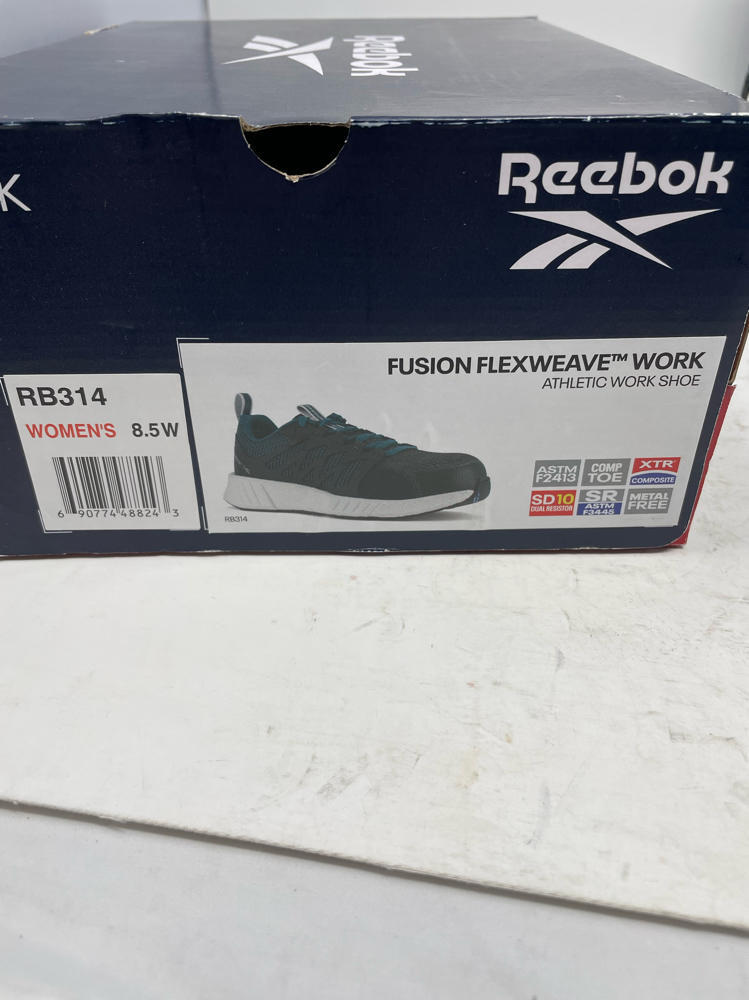 Reebok
K
Reebok
FUSION FLEXWEAVE™ WORK
ATHLETIC WORK SHOE
RB314
WOMEN'S 8.5 W
6 90774 48824 3
RB314
ASTM F2413
COMP TOE
XTR COMPOSITE
SD10 DUAL RESISTOR
SR ASTM F3445
METAL FREE